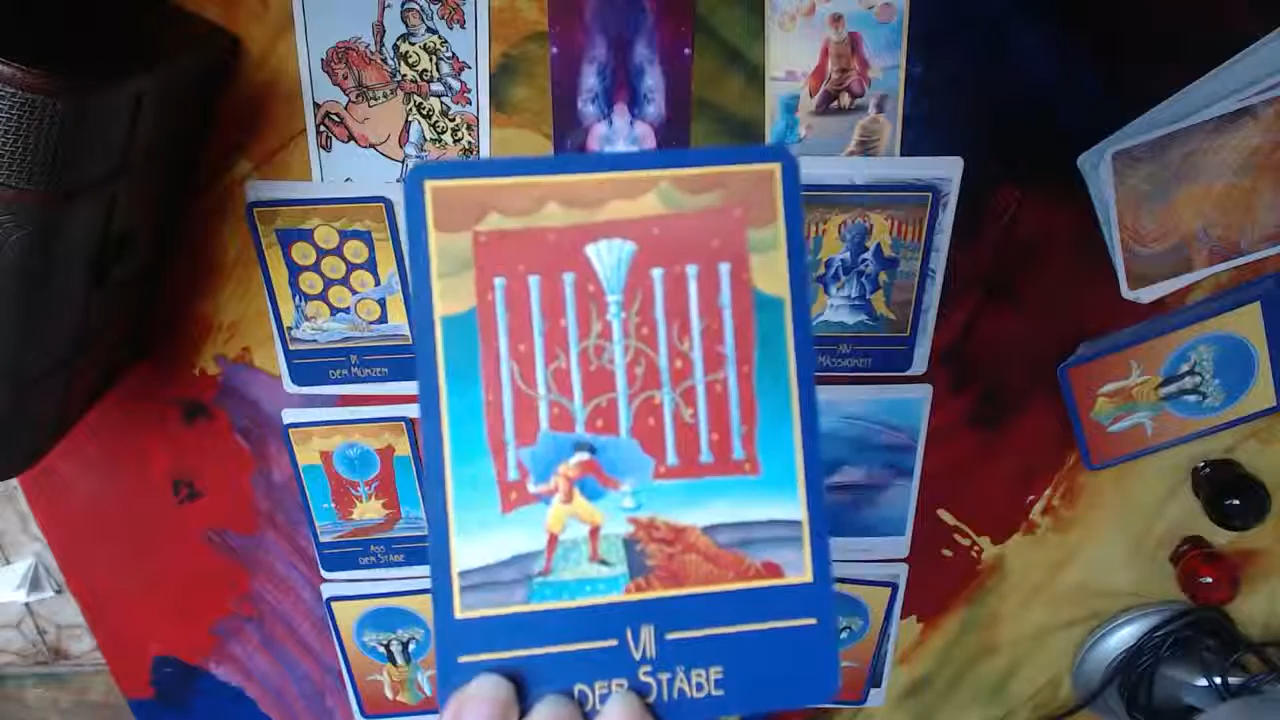 IX
DER MÜNZEN
XIV
MÄSSIGKEIT
ASS
DER STÄBE
VII
DER STÄBE